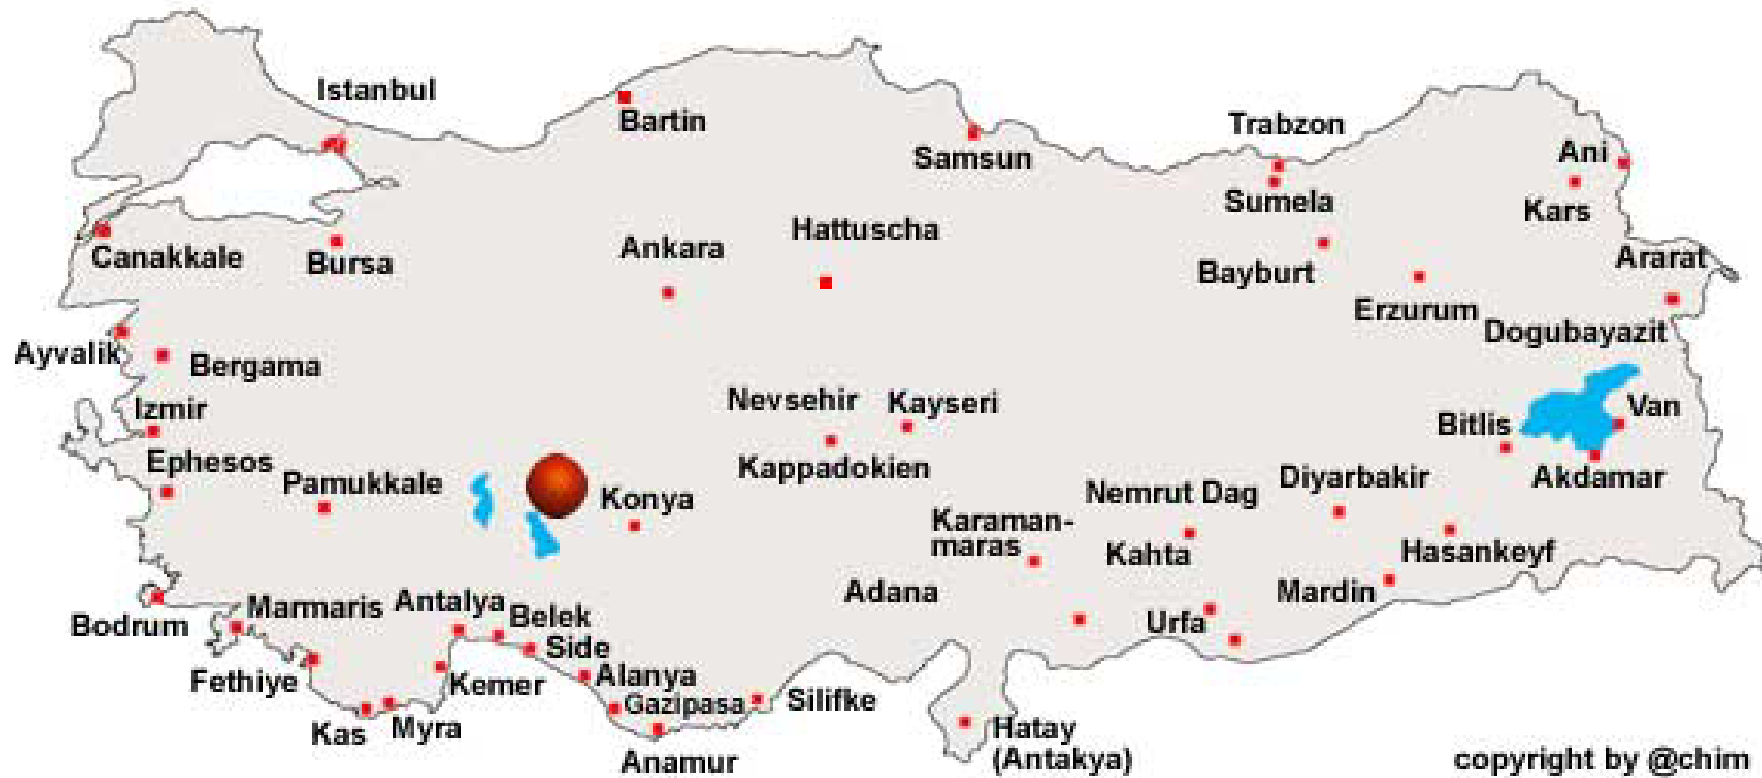 Istanbul
Bartin
Trabzon
Samsun
Ani
Sumela
Kars
Hattuscha
Ankara
Canakkale
Bursa
Ararat
Bayburt
Erzurum
Dogubayazit
Ayvalik
Bergama
Nevsehir
Kayseri
Izmir
Van
Bitlis
Ephesos
Kappadokien
Pamukkale
Diyarbakir
Akdamar
Nemrut Dag
Konya
Karaman-
maras
Kahta
Hasankeyf
Adana
Mardin
Marmaris
Antalya
Belek
Bodrum
Urfa
Side
Alanya
Fethiye
Kemer
Gazipasa
Silifke
Kas
Myra
Hatay
(Antakya)
Anamur
copyright by @chim